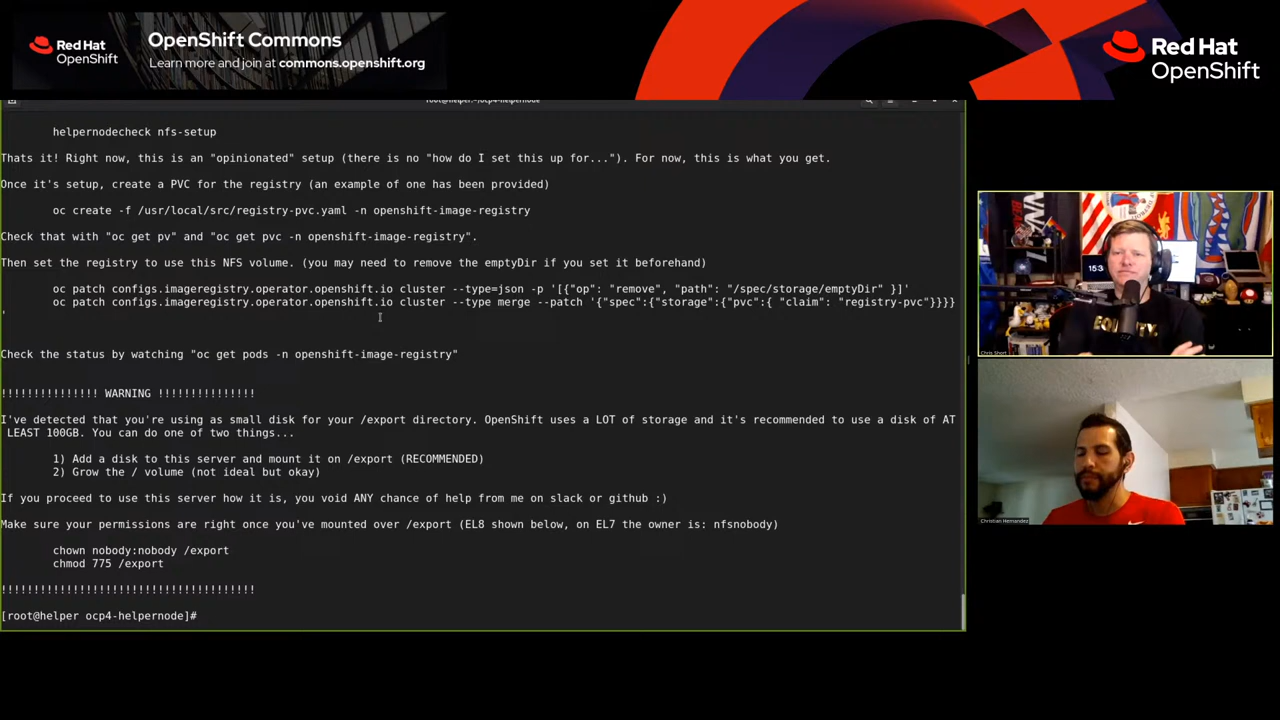 Red Hat
OpenShift
OpenShift Commons
Learn more and join at commons.openshift.org
Red Hat
OpenShift
root@helper:~/ocp4-helpernode
helpernodecheck nfs-setup
Thats it! Right now, this is an "opinionated" setup (there is no "how do I set this up for..."). For now, this is what you get.
Once it's setup, create a PVC for the registry (an example of one has been provided)
oc create -f /usr/local/src/registry-pvc.yaml -n openshift-image-registry
Check that with "oc get pv" and "oc get pvc -n openshift-image-registry".
Then set the registry to use this NFS volume. (you may need to remove the emptyDir if you set it beforehand)
oc patch configs.imageregistry.operator.openshift.io cluster --type=json -p '[{"op": "remove", "path": "/spec/storage/emptyDir" }]'
oc patch configs.imageregistry.operator.openshift.io cluster --type merge --patch '{"spec":{"storage":{"pvc":{ "claim": "registry-pvc"}}}}
'
Check the status by watching "oc get pods -n openshift-image-registry"
!!!!!!!!!!!!!!! WARNING !!!!!!!!!!!!!!!
I've detected that you're using as small disk for your /export directory. OpenShift uses a LOT of storage and it's recommended to use a disk of AT
LEAST 100GB. You can do one of two things...
1) Add a disk to this server and mount it on /export (RECOMMENDED)
2) Grow the / volume (not ideal but okay)
If you proceed to use this server how it is, you void ANY chance of help from me on slack or github :)
Make sure your permissions are right once you've mounted over /export (EL8 shown below, on EL7 the owner is: nfsnobody)
chown nobody:nobody /export
chmod 775 /export
!!!!!!!!!!!!!!!!!!!!!!!!!!!!!!!!!!!!!!!
[root@helper ocp4-helpernode]#
Chris Short
Christian Hernandez